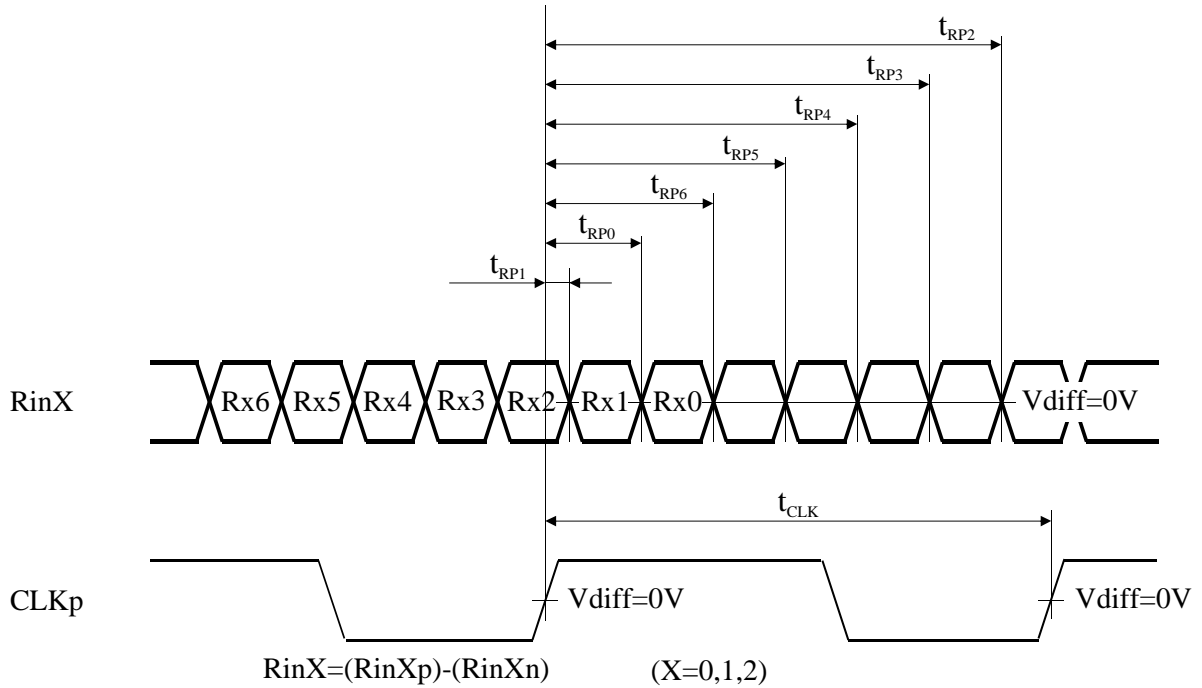 tRP2
tRP3
tRP4
tRP5
tRP6
tRP0
tRP1
RinX Rx6 Rx5 Rx4 Rx3 Rx2 Rx1 Rx0 Vdiff=0V
tCLK
CLKp Vdiff=0V Vdiff=0V
RinX=(RinXp)-(RinXn) (X=0,1,2)